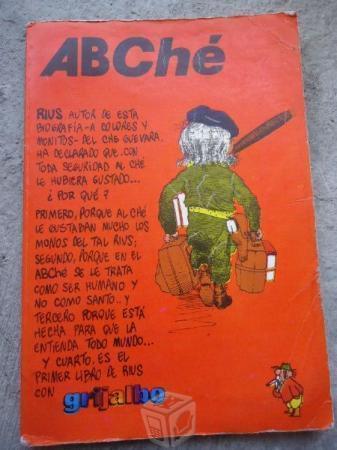 ABChé
RIUS, AUTOR DE ESTA
BIOGRAFÍA-A COLORES Y
MONITOS- DEL CHE GUEVARA.
HA DECLARADO QUE.. CON
TODA SEGURIDAD AL CHÉ
LE HUBIERA GUSTADO...
¿ POR QUÉ ?
PRIMERO, PORQUE AL CHÉ
LE GUSTABAN MUCHO LOS
MONOS DEL TAL RIUS;
SEGUNDO, PORQUE EN EL
ABChé SE LE TRATA
COMO SER HUMANO Y
NO COMO SANTO.. Y
TERCERO PORQUE ESTÁ
HECHA PARA QUE LA
ENTIENDA TODO MUNDO...
Y CUARTO. ES EL
PRIMER LIBRO DE RIUS
CON grijalbo